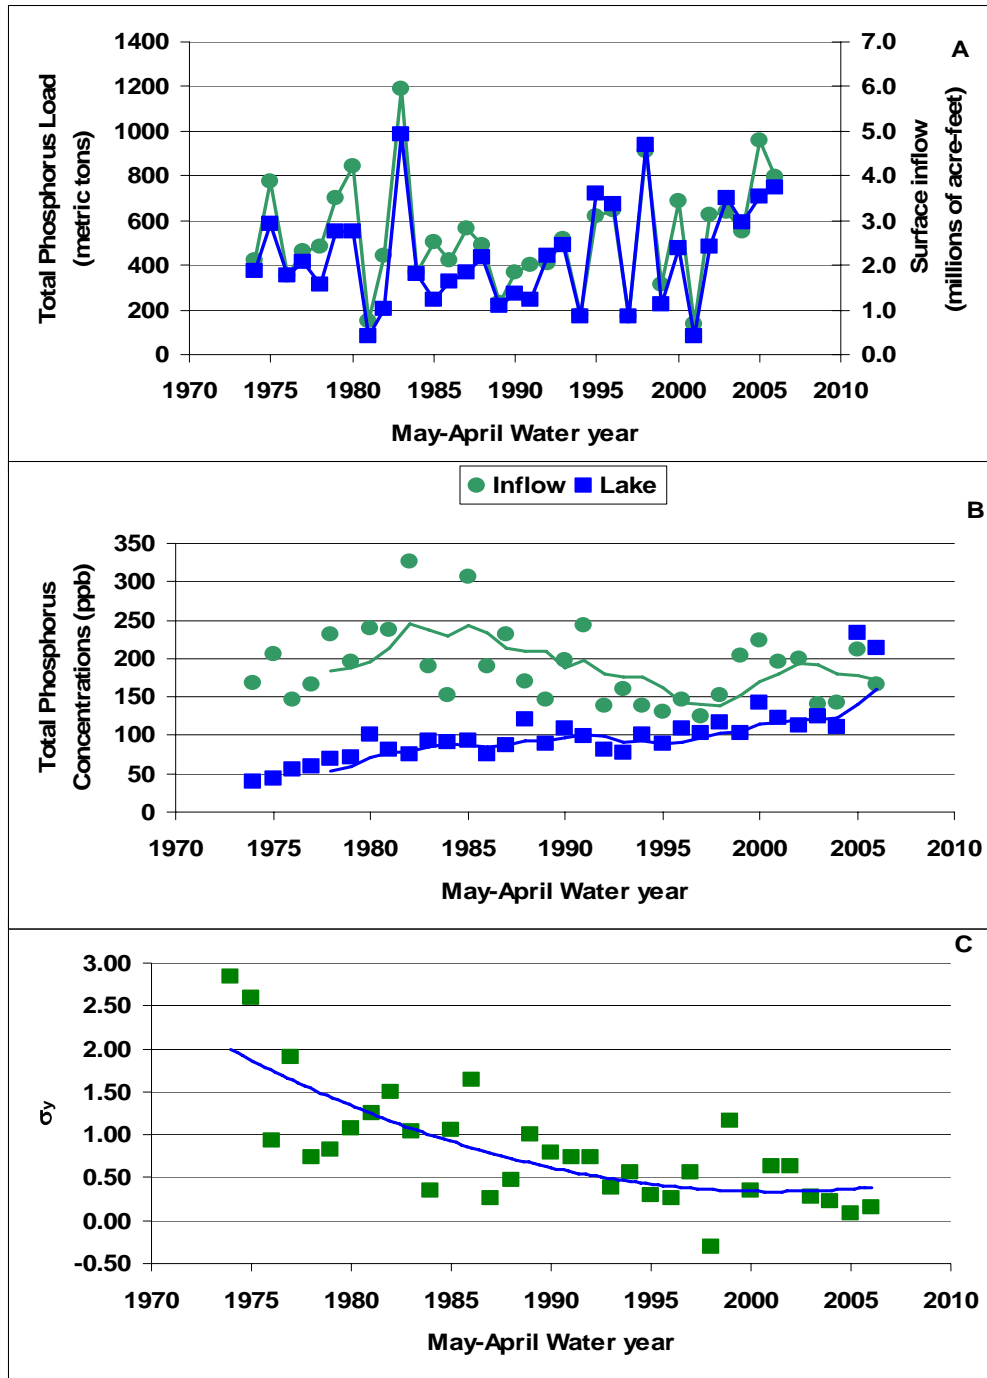 A
1400
1200
1000
800
600
400
200
0
Total Phosphorus Load
(metric tons)
7.0
6.0
5.0
4.0
3.0
2.0
1.0
0.0
Surface inflow
(millions of acre-feet)
1970 1975 1980 1985 1990 1995 2000 2005 2010
May-April Water year
Inflow Lake
B
350
300
250
200
150
100
50
0
Total Phosphorus
Concentrations (ppb)
1970 1975 1980 1985 1990 1995 2000 2005 2010
May-April Water year
C
3.00
2.50
2.00
1.50
1.00
0.50
0.00
-0.50
σy
1970 1975 1980 1985 1990 1995 2000 2005 2010
May-April Water year